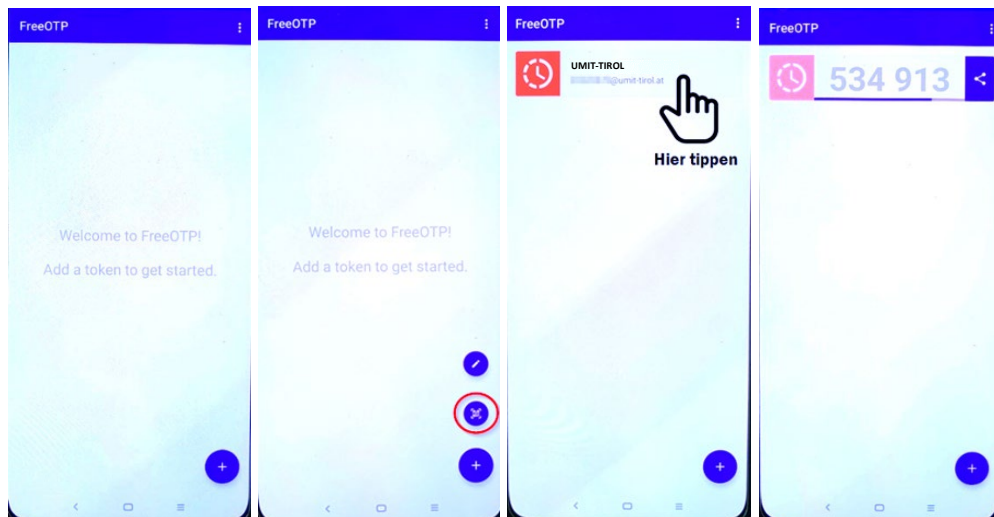 FreeOTP
Welcome to FreeOTP!
Add a token to get started.
FreeOTP
Welcome to FreeOTP!
Add a token to get started.
FreeOTP
UMIT-TIROL
@umit-tirol.at
Hier tippen
FreeOTP
534 913